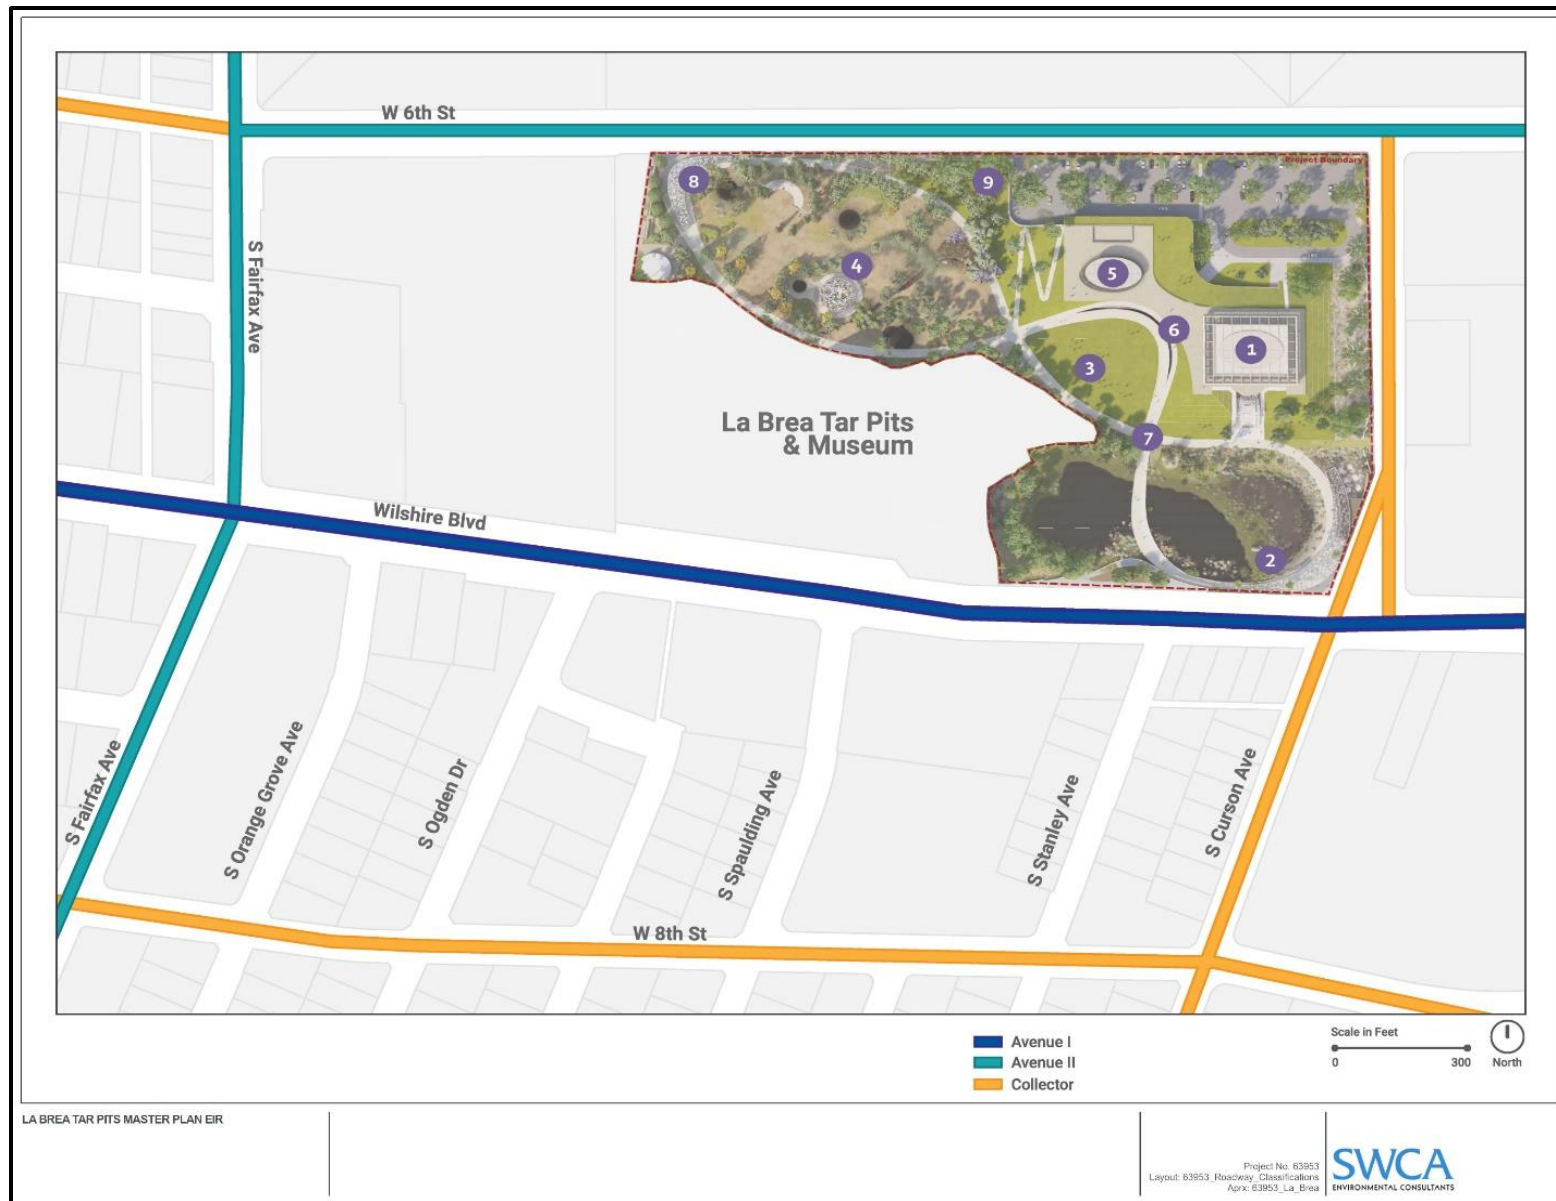 W 6th St
Project Boundary
8
9
S Fairfax Ave
4
5
6
1
3
La Brea Tar Pits
& Museum
7
Wilshire Blvd
2
S Fairfax Ave
S Orange Grove Ave
S Ogden Dr
S Spaulding Ave
S Stanley Ave
S Curson Ave
W 8th St
Avenue I
Avenue II
Collector
Scale in Feet
0 300
North
LA BREA TAR PITS MASTER PLAN EIR
Project No. 63953
Layout: 63953_Roadway_Classifications
Aprx: 63953_La_Brea
SWCA
ENVIRONMENTAL CONSULTANTS